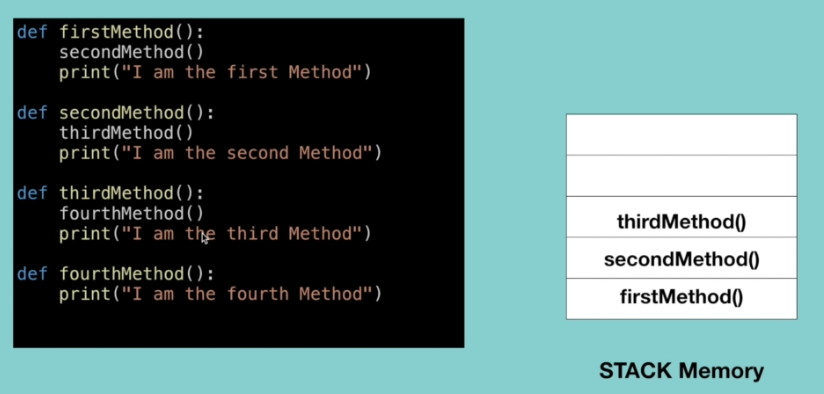 def firstMethod():
    secondMethod()
    print("I am the first Method")
def secondMethod():
    thirdMethod()
    print("I am the second Method")
def thirdMethod():
    fourthMethod()
    print("I am the third Method")
def fourthMethod():
    print("I am the fourth Method")
thirdMethod()
secondMethod()
firstMethod()
STACK Memory